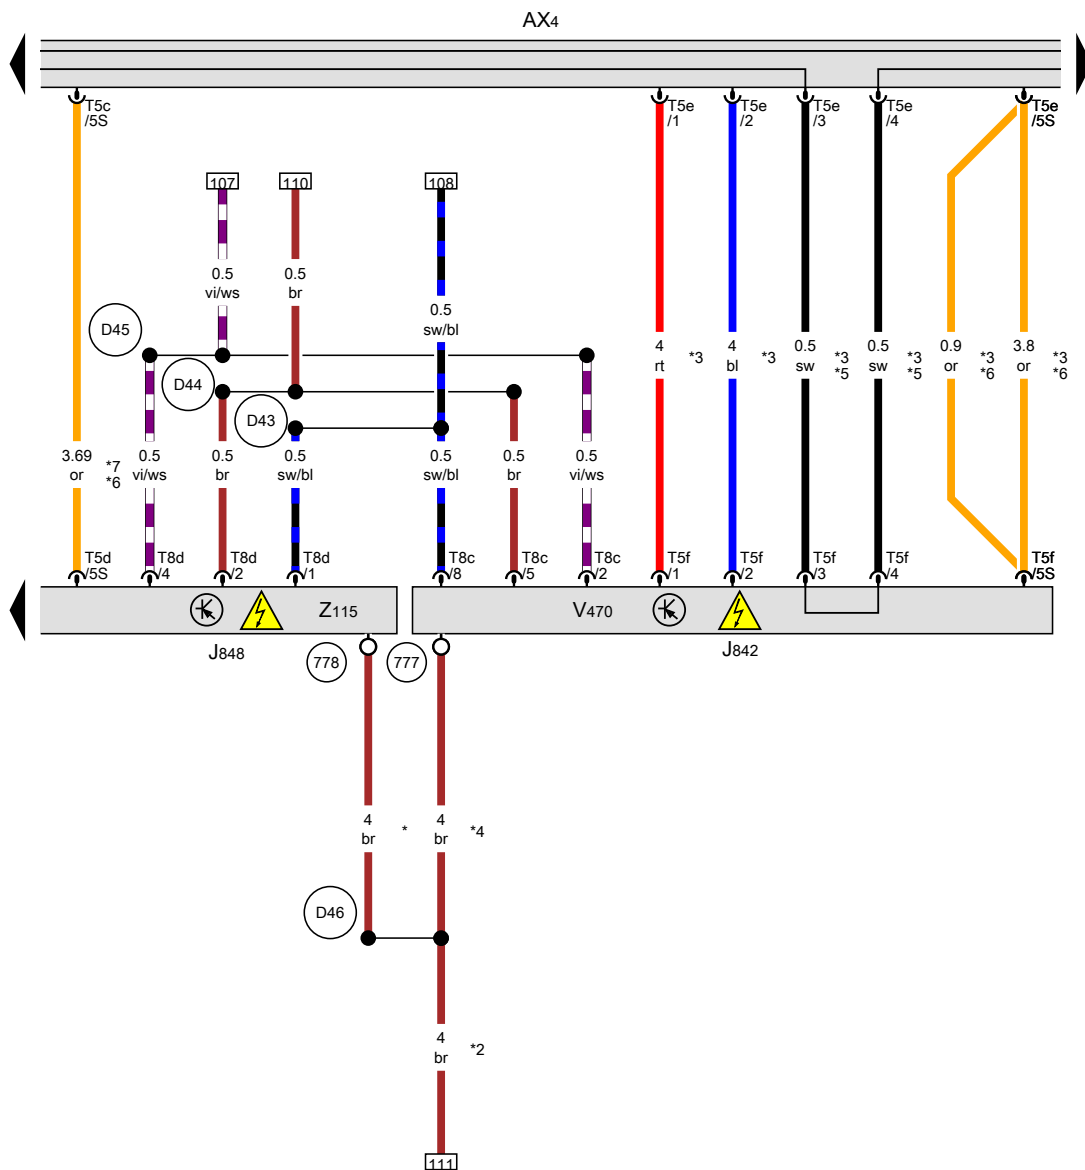 AX4
T5c
/5S
T5e
/1
T5e
/2
T5e
/3
T5e
/4
T5e
/5S
107
110
108
0.5
vi/ws
0.5
br
0.5
sw/bl
D45
D44
D43
4
rt
*3
4
bl
*3
0.5
sw
*3
*5
0.5
sw
*3
*5
0.9
or
*3
*6
3.8
or
*3
*6
3.69
or
*7
*6
0.5
vi/ws
0.5
br
0.5
sw/bl
0.5
sw/bl
0.5
br
0.5
vi/ws
T5d
/5S
T8d
/4
T8d
/2
T8d
/1
T8c
/8
T8c
/5
T8c
/2
T5f
/1
T5f
/2
T5f
/3
T5f
/4
T5f
/5S
Z115
V470
J848
J842
778
777
4
br
*
4
br
*4
D46
4
br
*2
111